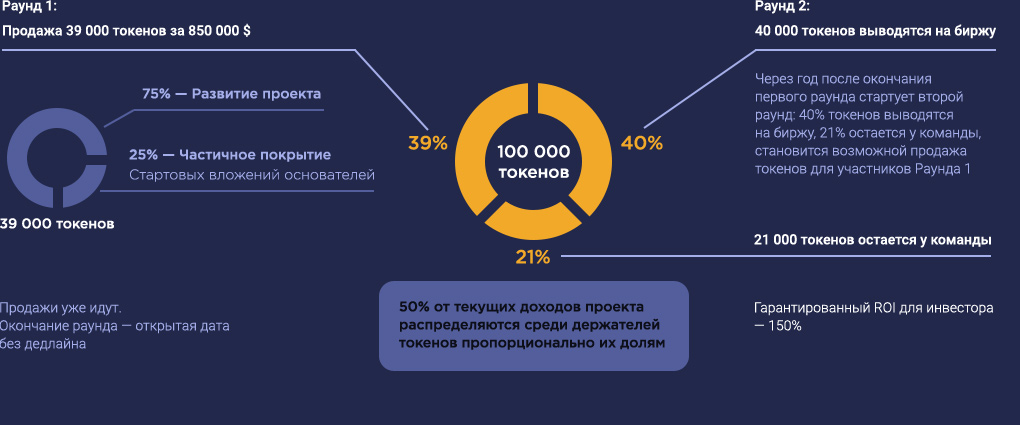 Раунд 1:
Продажа 39 000 токенов за 850 000 $
75% — Развитие проекта
25% — Частичное покрытие
Стартовых вложений основателей
39 000 токенов
Продажи уже идут.
Окончание раунда — открытая дата
без дедлайна
39%
100 000
токенов
40%
21%
50% от текущих доходов проекта
распределяются среди держателей
токенов пропорционально их долям
Раунд 2:
40 000 токенов выводятся на биржу
Через год после окончания
первого раунда стартует второй
раунд: 40% токенов выводятся
на биржу, 21% остается у команды,
становится возможной продажа
токенов для участников Раунда 1
21 000 токенов остается у команды
Гарантированный ROI для инвестора
— 150%